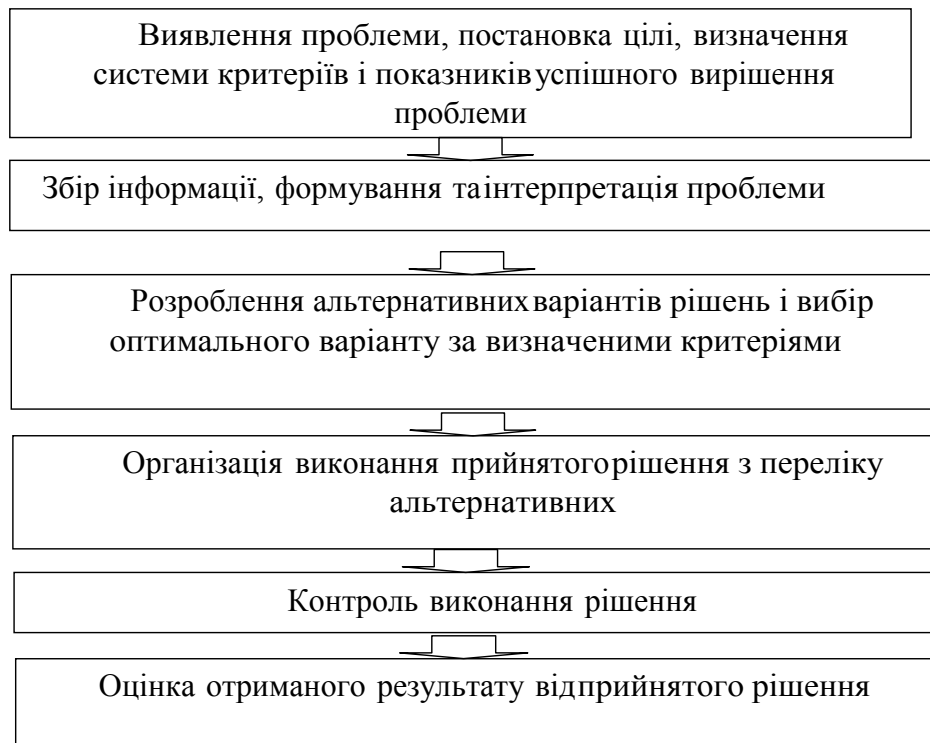 Виявлення проблеми, постановка цілі, визначення
системи критеріїв і показників успішного вирішення
проблеми
Збір інформації, формування та інтерпретація проблеми
Розроблення альтернативних варіантів рішень і вибір
оптимального варіанту за визначеними критеріями
Організація виконання прийнятого рішення з переліку
альтернативних
Контроль виконання рішення
Оцінка отриманого результату від прийнятого рішення